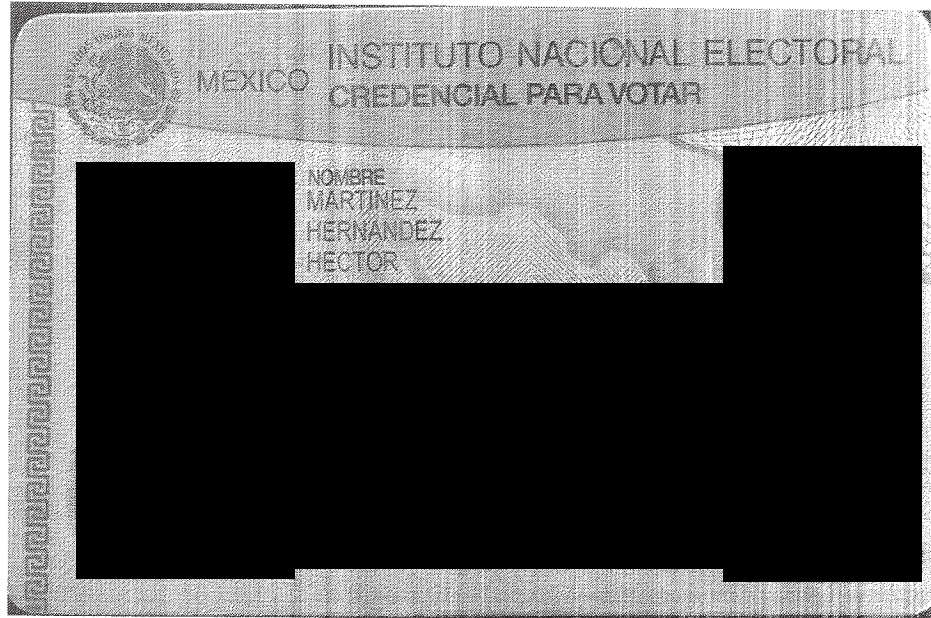 MÉXICO
INSTITUTO NACIONAL ELECTORAL
CREDENCIAL PARA VOTAR
NOMBRE
MARTINEZ
HERNANDEZ
HECTOR